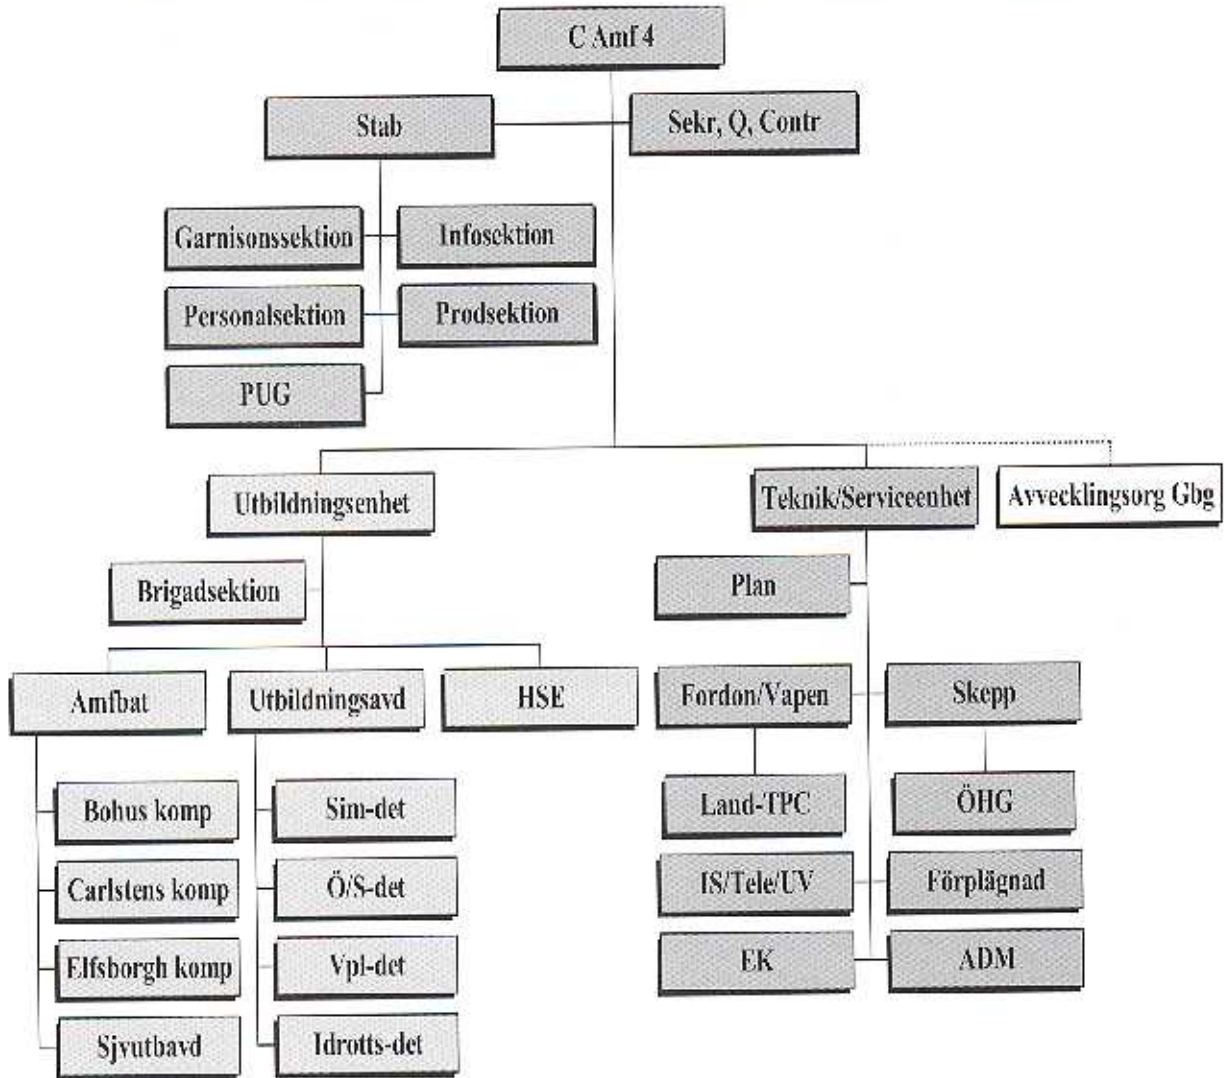 C Amf 4
Stab
Sekr, Q, Contr
Garnisonssektion
Infosektion
Personalsektion
Prodsektion
PUG
Utbildningsenhet
Teknik/Serviceenhet
Avvecklingsorg Gbg
Brigadsektion
Plan
Amfbat
Utbildningsavd
HSE
Fordon/Vapen
Skepp
Bohus komp
Sim-det
Land-TPC
ÖHG
Carlstens komp
Ö/S-det
IS/Tele/UV
Förplägnad
Elfsborgh komp
Vpl-det
EK
ADM
Sjvutbavd
Idrotts-det